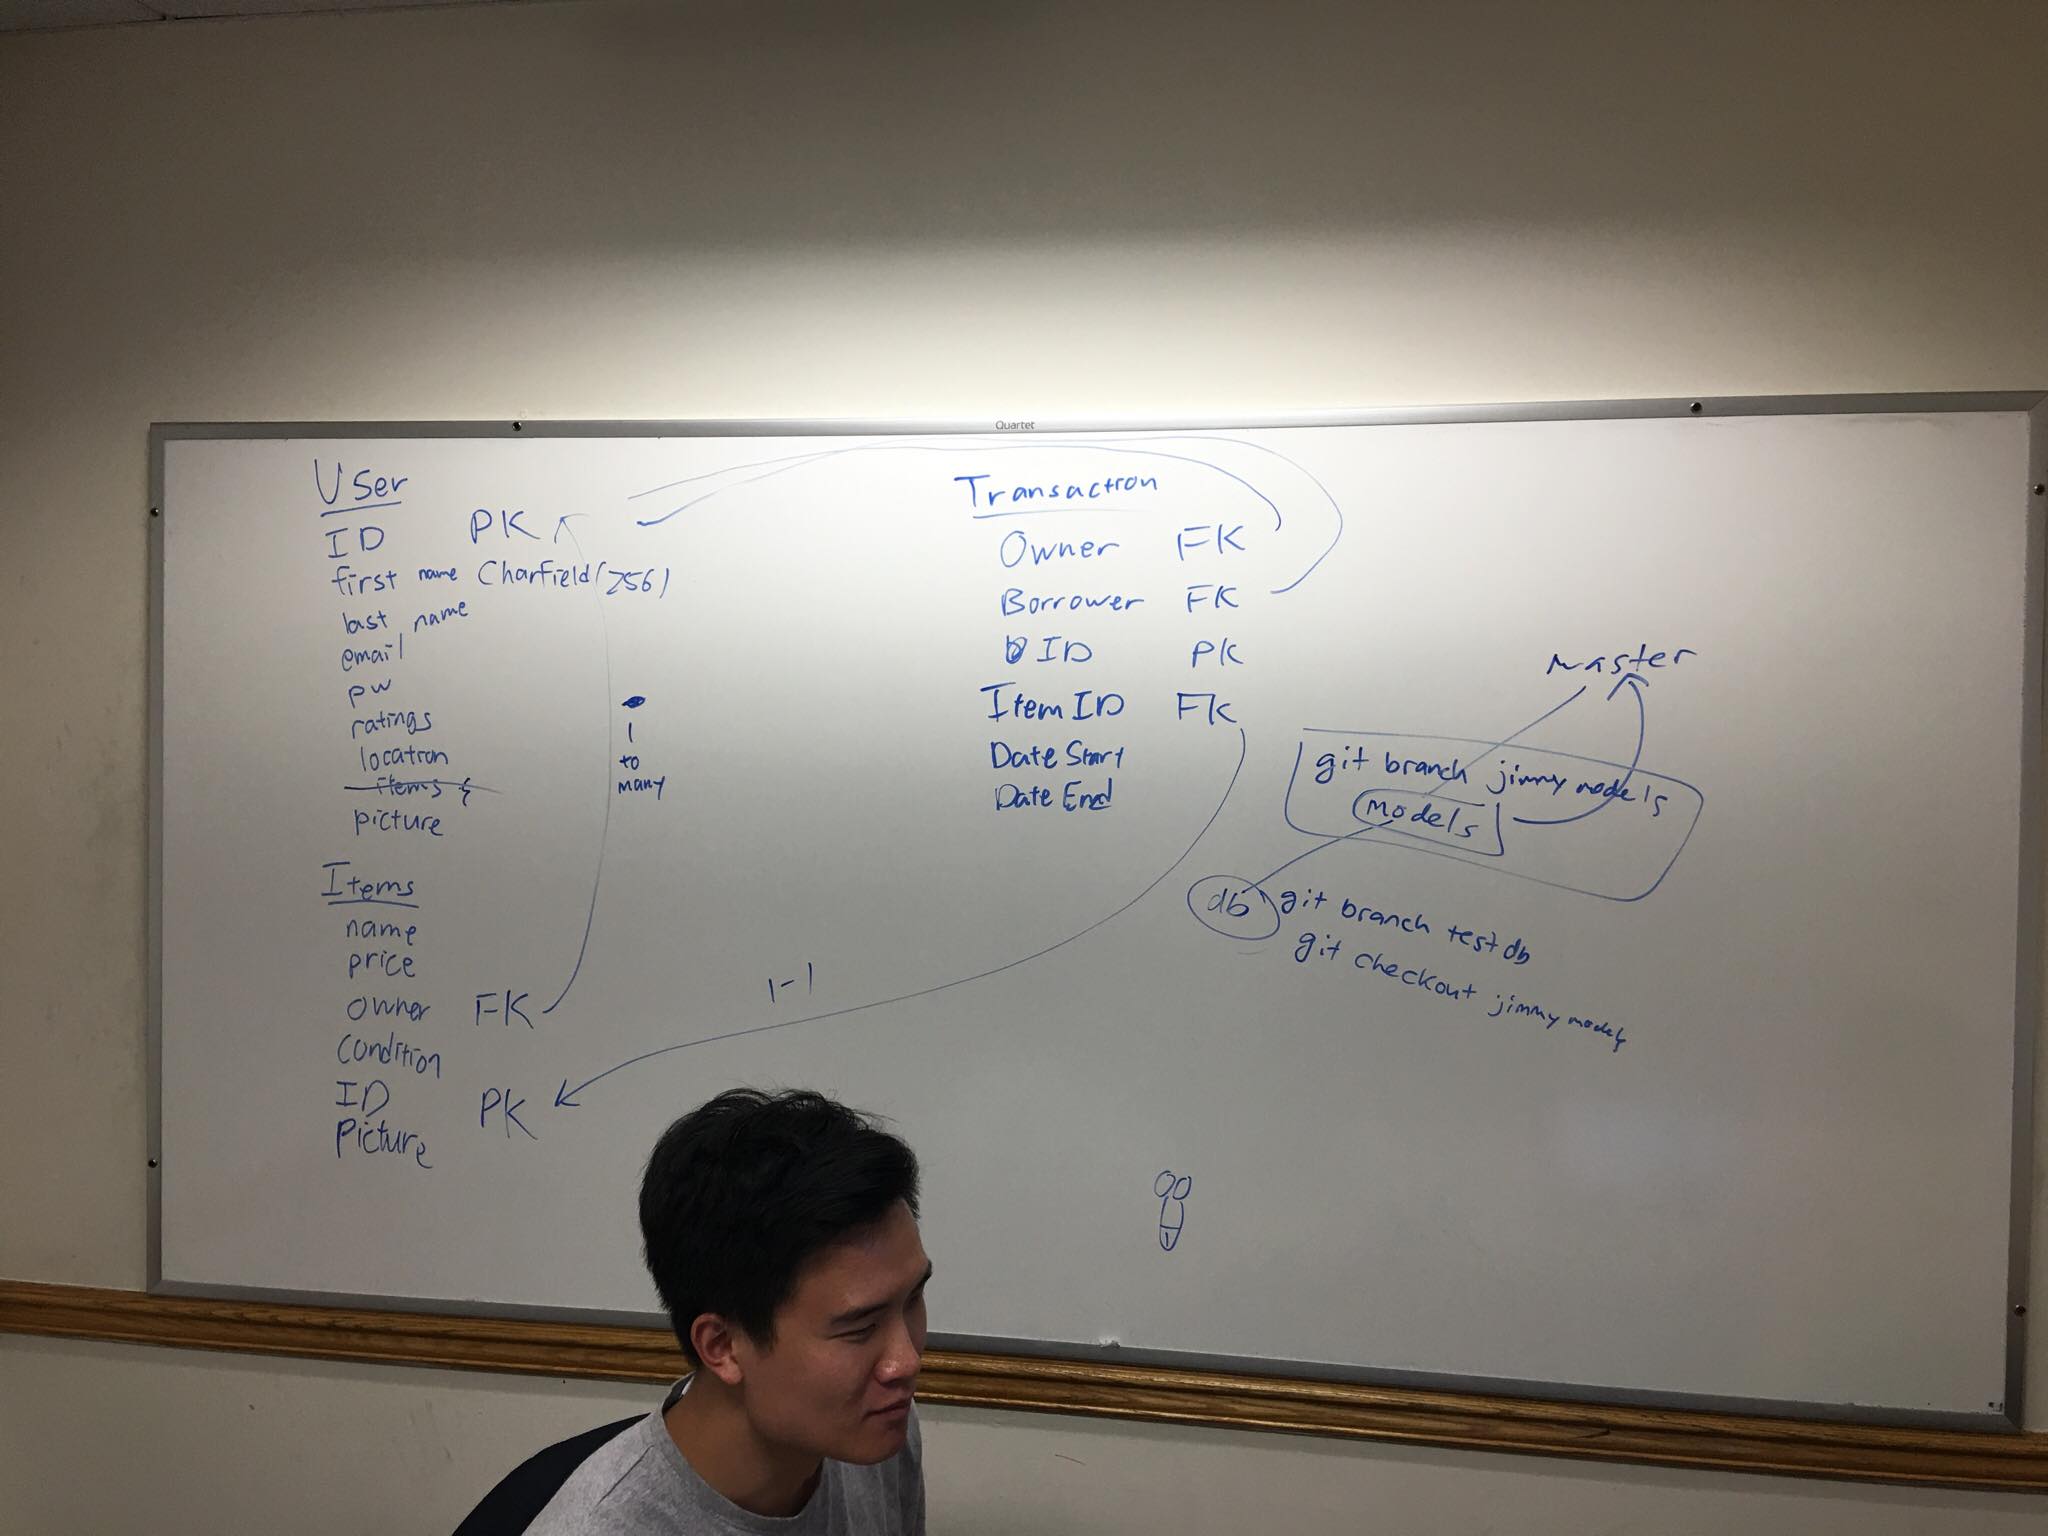 Quartet
User
ID PK
first name Charfield(256)
last name
email
pw
ratings
location
items {
picture
1
to
many
Items
name
price
owner FK
condition
ID PK
Picture
1-1
Transaction
Owner FK
Borrower FK
ID PK
Item ID FK
Date Start
Date End
master
git branch jimmy models
models
db
git branch test db
git checkout jimmy models